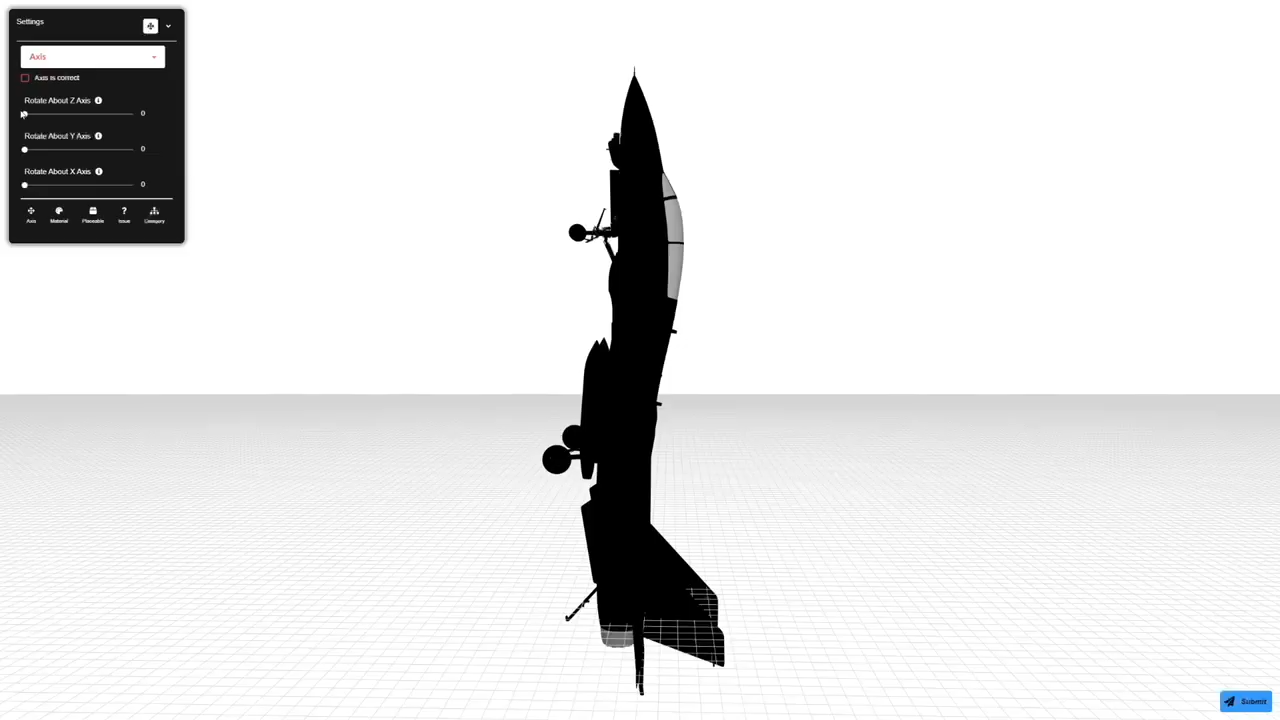 Settings
Axis
Axis is correct
Rotate About Z Axis
0
Rotate About Y Axis
0
Rotate About X Axis
0
Axis Material Placeable Issue Category
Submit